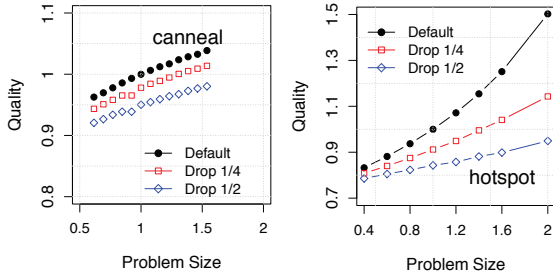 canneal
Quality
1.1
1
0.9
0.8
Default
Drop 1/4
Drop 1/2
0.5
1
1.5
2
Problem Size
Quality
1.5
1.3
1.1
0.9
0.7
Default
Drop 1/4
Drop 1/2
hotspot
0.4
0.8
1.2
1.6
2
Problem Size